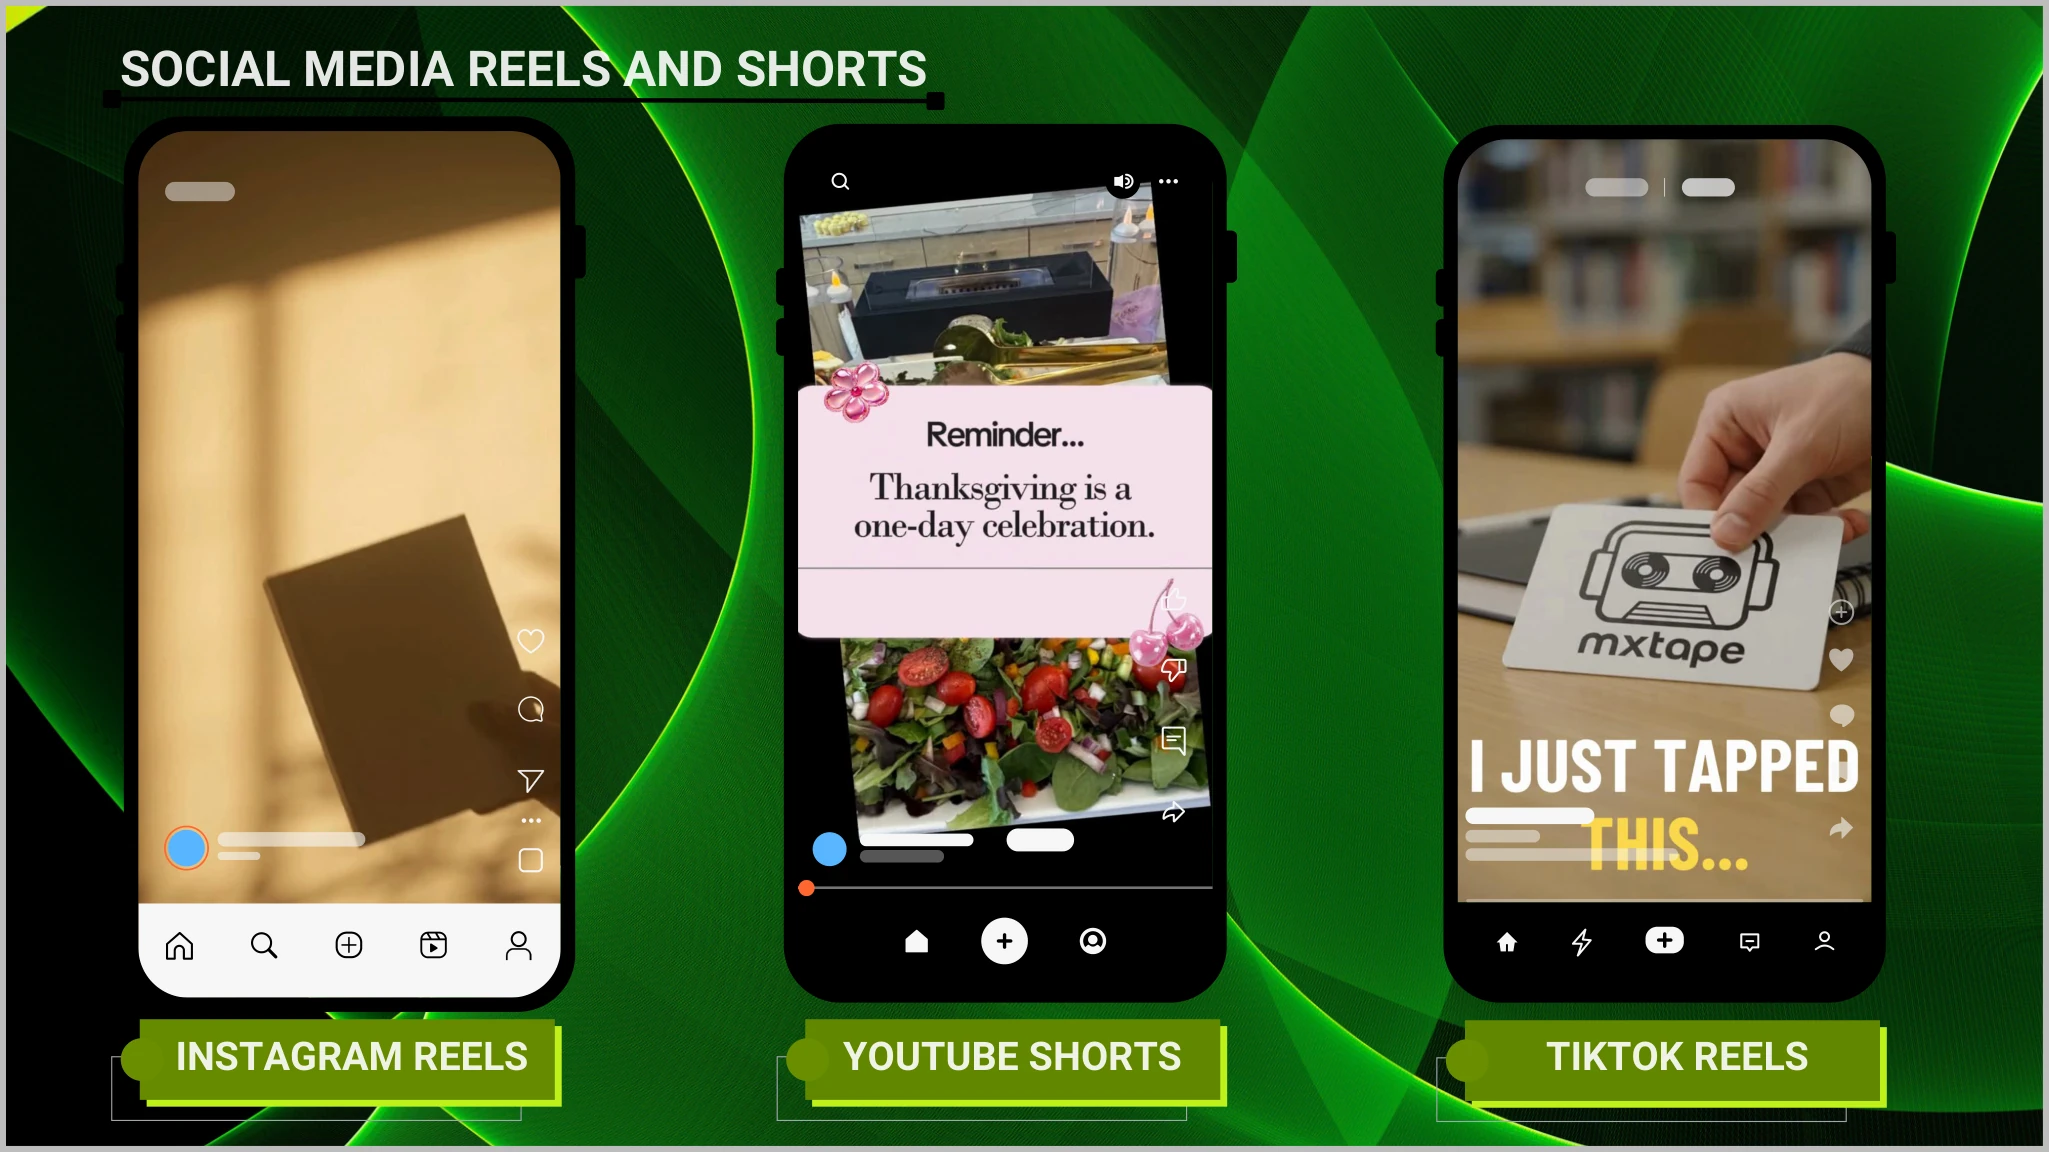 SOCIAL MEDIA REELS AND SHORTS
Reminder...
Thanksgiving is a
one-day celebration.
mxtape
I JUST TAPPED
THIS...
INSTAGRAM REELS
YOUTUBE SHORTS
TIKTOK REELS